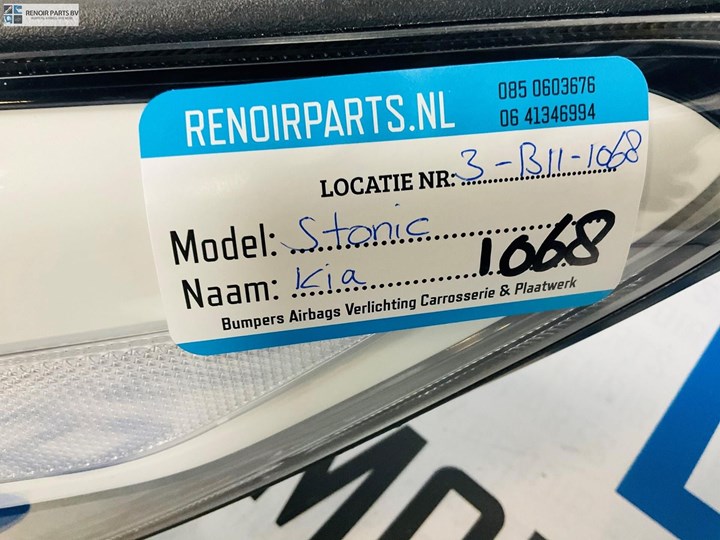 RENOIR PARTS BV
RENOIRPARTS.NL
085 0603676
06 41346994
LOCATIE NR: 3-B11-1068
Model: Stonic
Naam: Kia
1068
Bumpers Airbags Verlichting Carrosserie & Plaatwerk